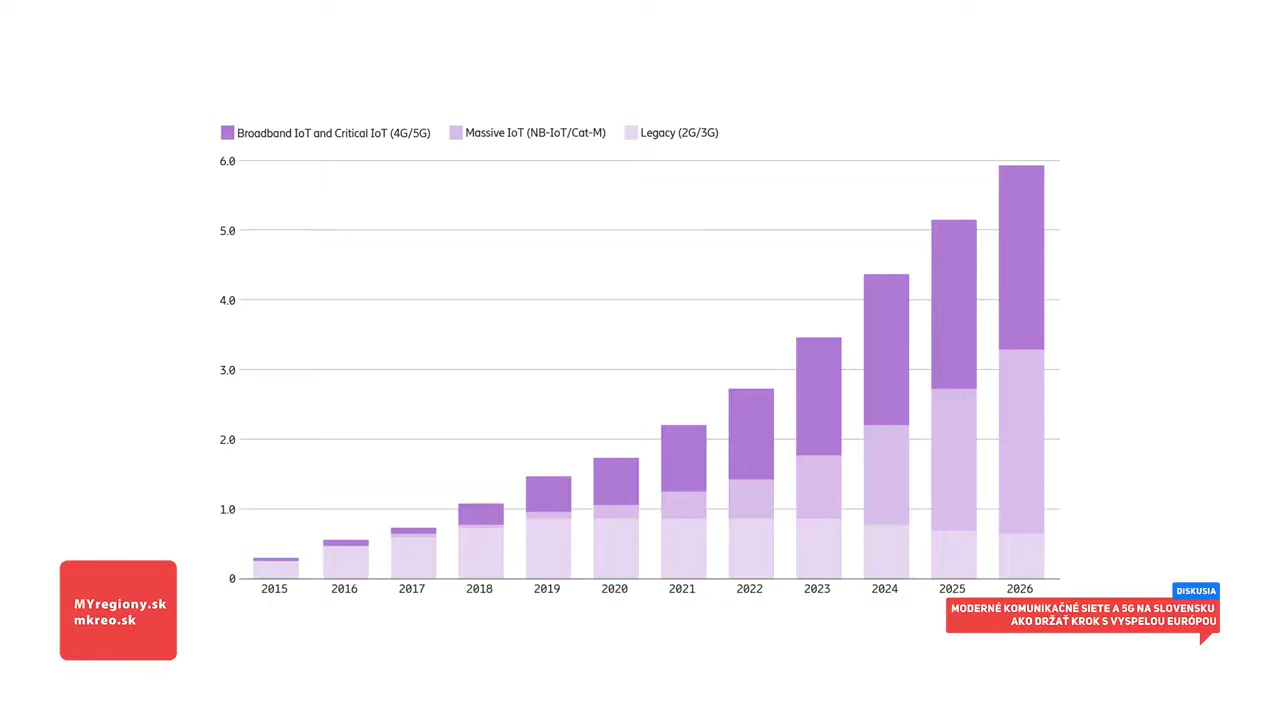 Broadband IoT and Critical IoT (4G/5G) Massive IoT (NB-IoT/Cat-M) Legacy (2G/3G)
6.0
5.0
4.0
3.0
2.0
1.0
0
2015 2016 2017 2018 2019 2020 2021 2022 2023 2024 2025 2026
MYregiony.sk
mkreo.sk
DISKUSIA
MODERNÉ KOMUNIKAČNÉ SIETE A 5G NA SLOVENSKU
AKO DRŽAŤ KROK S VYSPELOU EURÓPOU